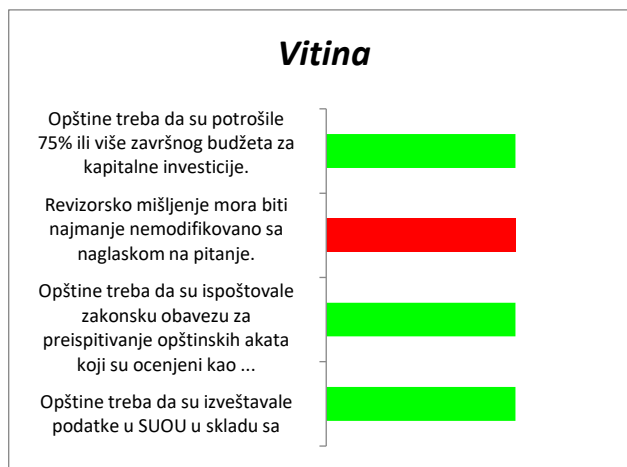 Vitina
Opštine treba da su potrošile
75% ili više završnog budžeta za
kapitalne investicije.
Revizorsko mišljenje mora biti
najmanje nemodifikovano sa
naglaskom na pitanje.
Opštine treba da su ispoštovale
zakonsku obavezu za
preispitivanje opštinskih akata
koji su ocenjeni kao ...
Opštine treba da su izveštavale
podatke u SUOU u skladu sa